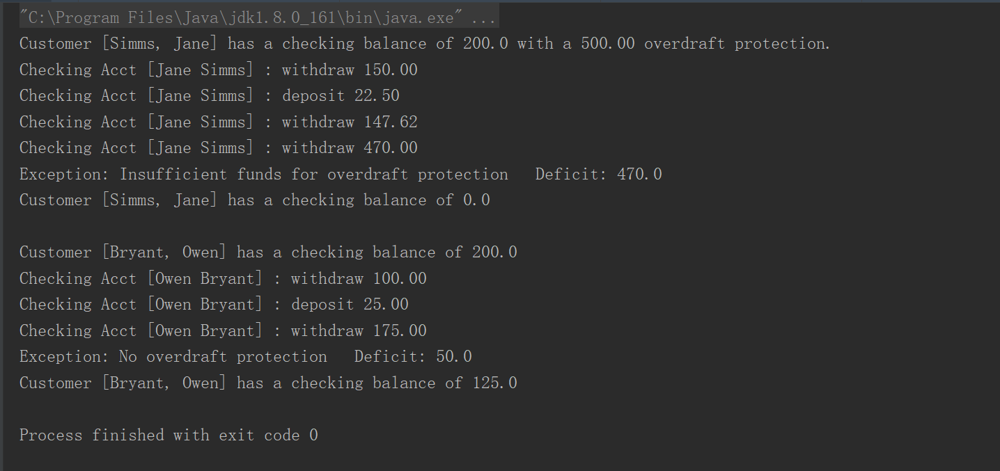 "C:\Program Files\Java\jdk1.8.0_161\bin\java.exe" ...
Customer [Simms, Jane] has a checking balance of 200.0 with a 500.00 overdraft protection.
Checking Acct [Jane Simms] : withdraw 150.00
Checking Acct [Jane Simms] : deposit 22.50
Checking Acct [Jane Simms] : withdraw 147.62
Checking Acct [Jane Simms] : withdraw 470.00
Exception: Insufficient funds for overdraft protection   Deficit: 470.0
Customer [Simms, Jane] has a checking balance of 0.0
Customer [Bryant, Owen] has a checking balance of 200.0
Checking Acct [Owen Bryant] : withdraw 100.00
Checking Acct [Owen Bryant] : deposit 25.00
Checking Acct [Owen Bryant] : withdraw 175.00
Exception: No overdraft protection   Deficit: 50.0
Customer [Bryant, Owen] has a checking balance of 125.0
Process finished with exit code 0